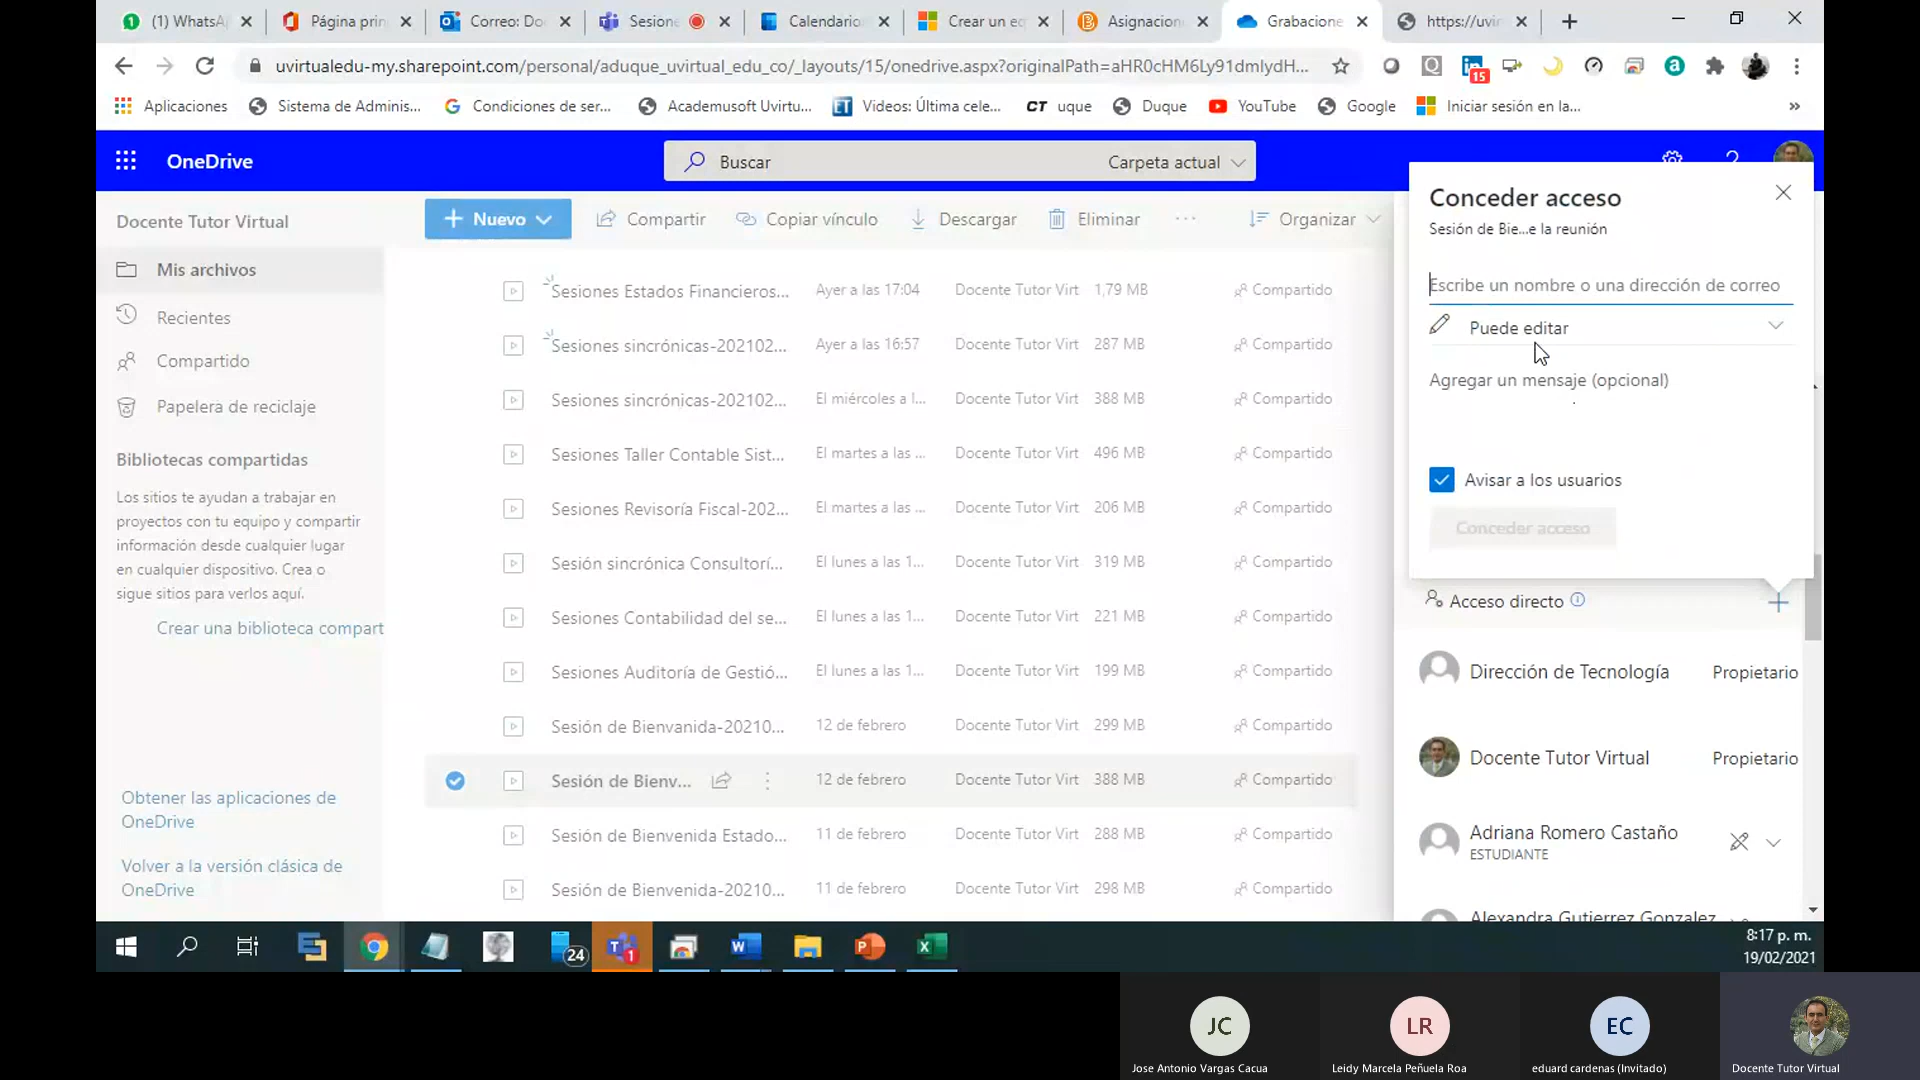 (1) WhatsA
Página prin
Correo: Do
Sesione
Calendario
Crear un eq
Asignacion
Grabacione
https://uvir
uvirtualedu-my.sharepoint.com/personal/aduque_uvirtual_edu_co/_layouts/15/onedrive.aspx?originalPath=aHR0cHM6Ly91dmlydH...
15
Aplicaciones
Sistema de Adminis...
Condiciones de ser...
Academusoft Uvirtu...
ET Videos: Última cele...
CT uque
Duque
YouTube
Google
Iniciar sesión en la...
»
OneDrive
Buscar
Carpeta actual
?
Docente Tutor Virtual
Mis archivos
Recientes
Compartido
Papelera de reciclaje
Bibliotecas compartidas
Los sitios te ayudan a trabajar en
proyectos con tu equipo y compartir
información desde cualquier lugar
en cualquier dispositivo. Crea o
sigue sitios para verlos aquí.
Crear una biblioteca compart
Obtener las aplicaciones de
OneDrive
Volver a la versión clásica de
OneDrive
+ Nuevo
Compartir
Copiar vínculo
Descargar
Eliminar
···
Organizar
Sesiones Estados Financieros... Ayer a las 17:04 Docente Tutor Virt 1,79 MB Compartido
Sesiones sincrónicas-202102... Ayer a las 16:57 Docente Tutor Virt 287 MB Compartido
Sesiones sincrónicas-202102... El miércoles a l... Docente Tutor Virt 388 MB Compartido
Sesiones Taller Contable Sist... El martes a las ... Docente Tutor Virt 496 MB Compartido
Sesiones Revisoría Fiscal-202... El martes a las ... Docente Tutor Virt 206 MB Compartido
Sesión sincrónica Consultorí... El lunes a las 1... Docente Tutor Virt 319 MB Compartido
Sesiones Contabilidad del se... El lunes a las 1... Docente Tutor Virt 221 MB Compartido
Sesiones Auditoría de Gestió... El lunes a las 1... Docente Tutor Virt 199 MB Compartido
Sesión de Bienvanida-20210... 12 de febrero Docente Tutor Virt 299 MB Compartido
Sesión de Bienv... 12 de febrero Docente Tutor Virt 388 MB Compartido
Sesión de Bienvenida Estado... 11 de febrero Docente Tutor Virt 288 MB Compartido
Sesión de Bienvenida-20210... 11 de febrero Docente Tutor Virt 298 MB Compartido
Conceder acceso
Sesión de Bie...e la reunión
Escribe un nombre o una dirección de correo
Puede editar
Agregar un mensaje (opcional)
Avisar a los usuarios
Conceder acceso
Acceso directo
Dirección de Tecnología Propietario
Docente Tutor Virtual Propietario
Adriana Romero Castaño
ESTUDIANTE
Alexandra Gutierrez Gonzalez
24
1
8:17 p. m.
19/02/2021
JC
Jose Antonio Vargas Cacua
LR
Leidy Marcela Peñuela Roa
EC
eduard cardenas (Invitado)
Docente Tutor Virtual